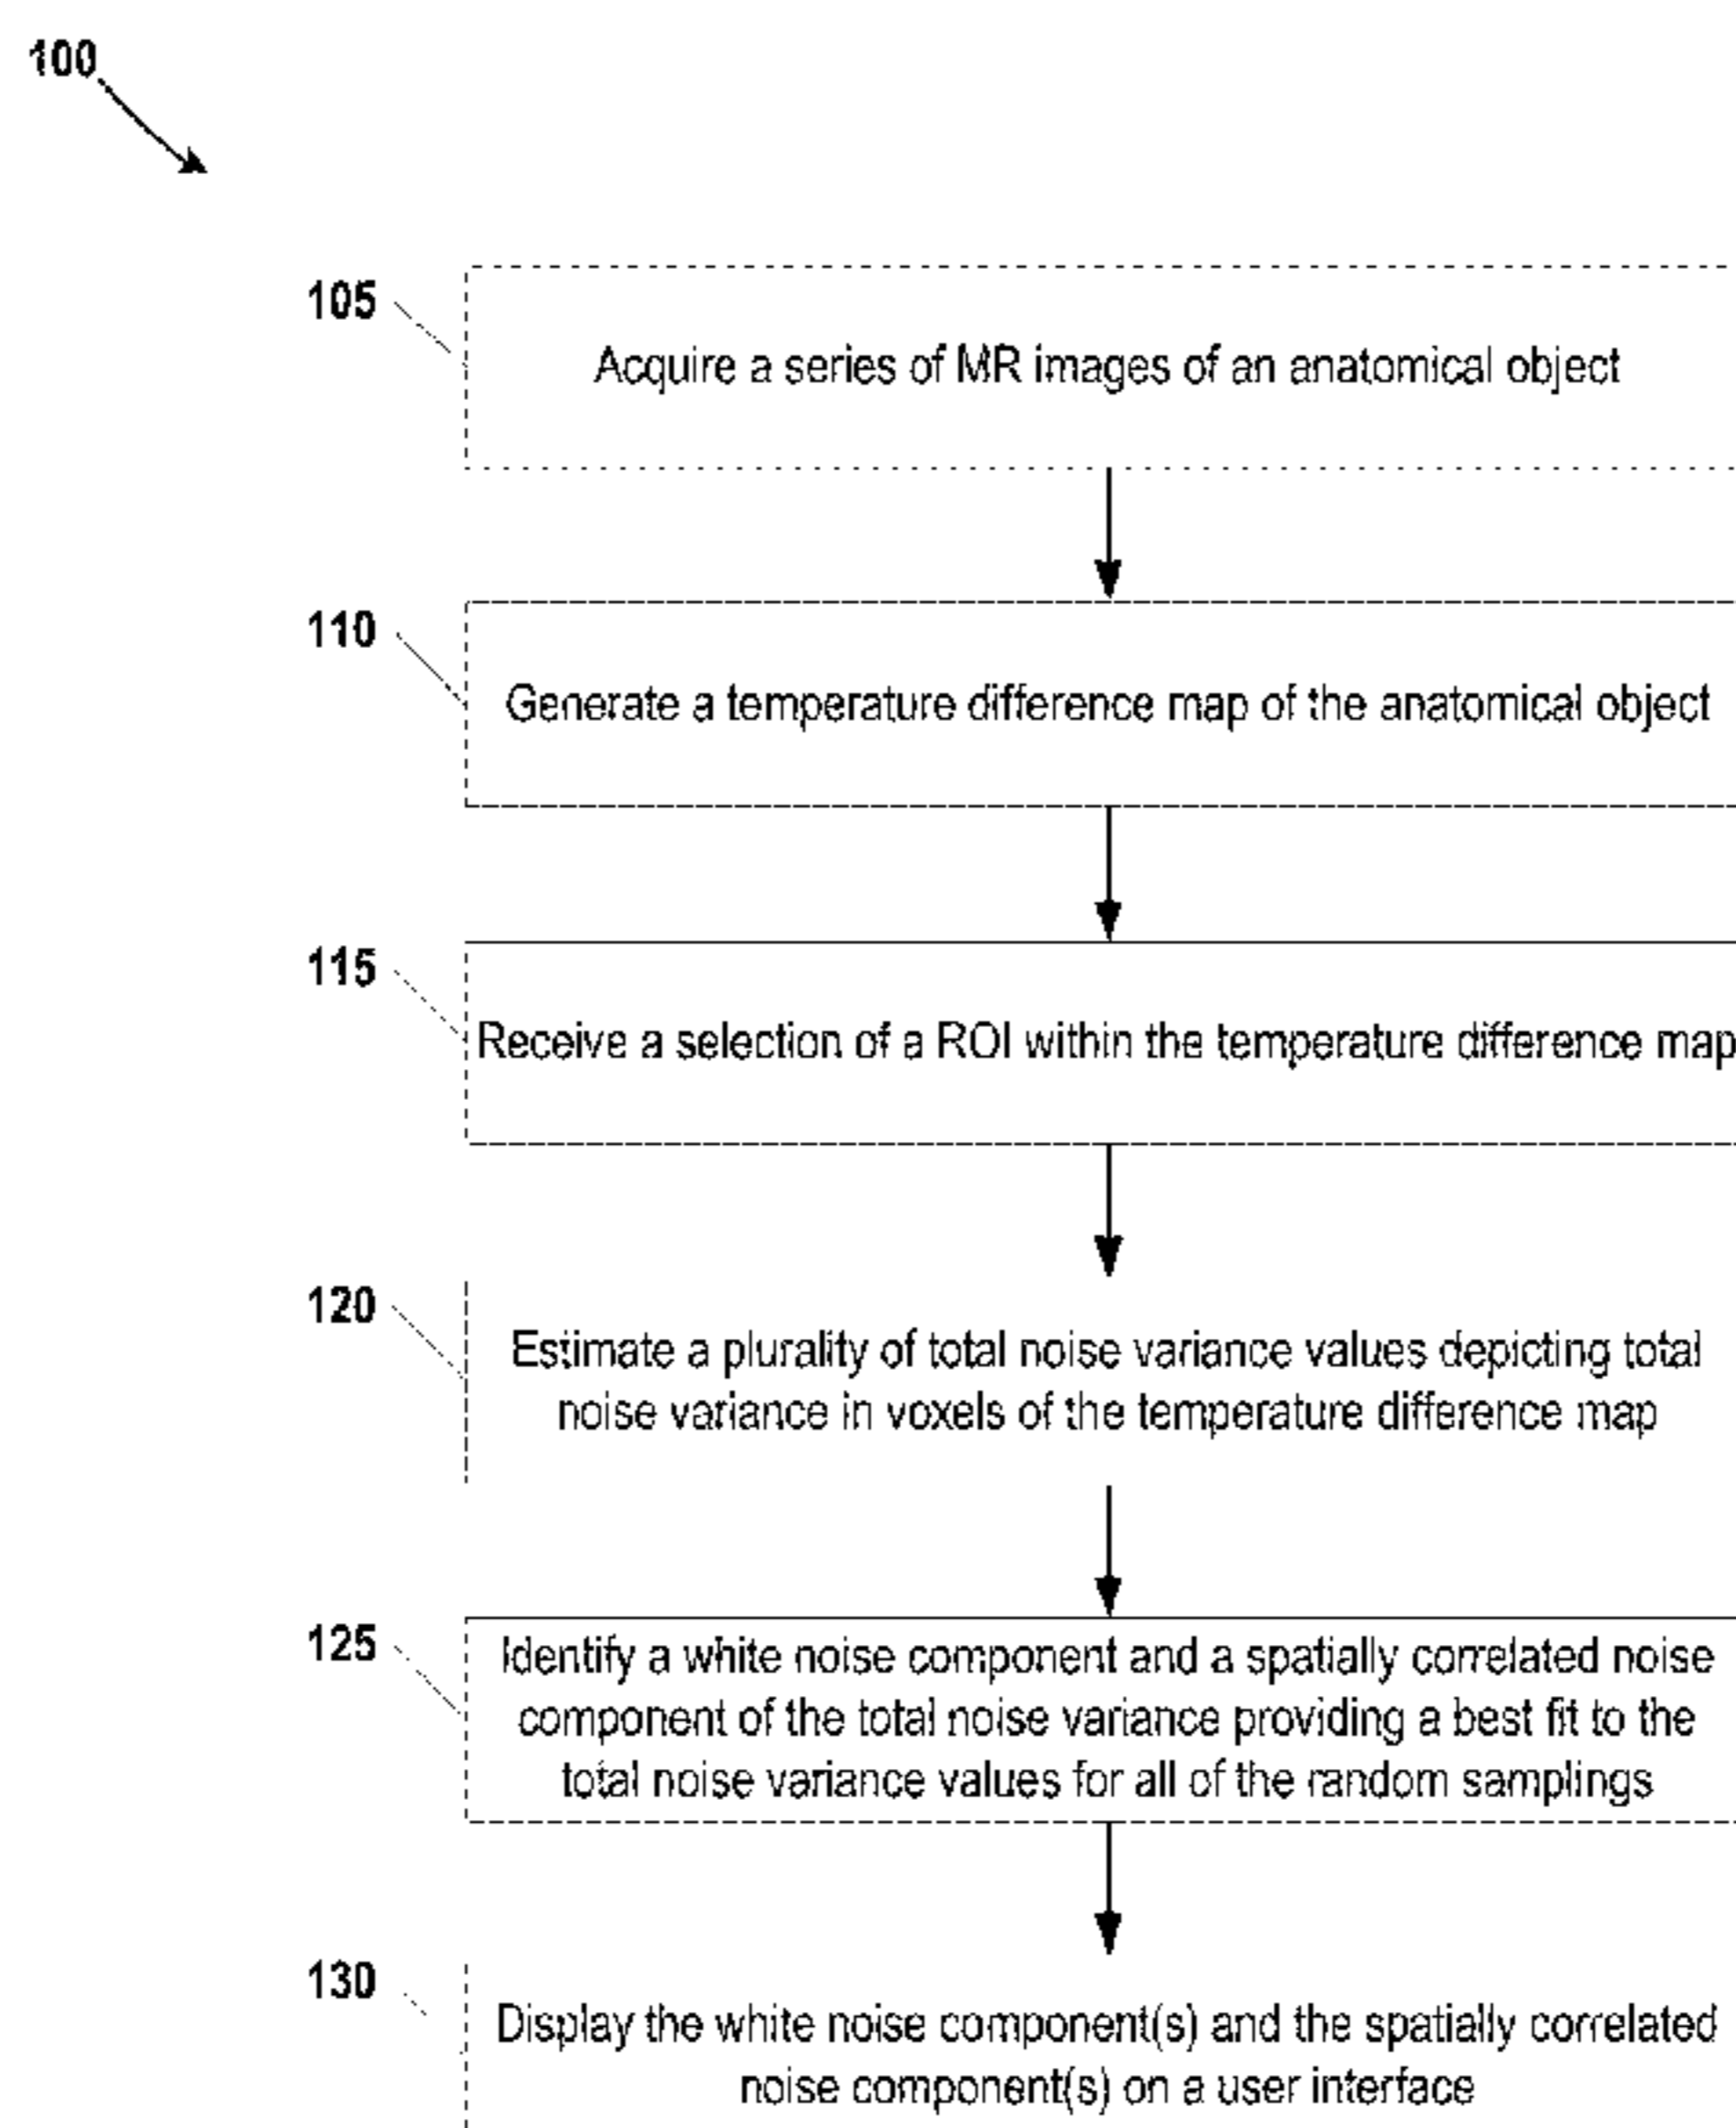 100
105
Acquire a series of MR images of an anatomical object
110
Generate a temperature difference map of the anatomical object
115
Receive a selection of a ROI within the temperature difference map
120
Estimate a plurality of total noise variance values depicting total
noise variance in voxels of the temperature difference map
125
Identify a white noise component and a spatially correlated noise
component of the total noise variance providing a best fit to the
total noise variance values for all of the random samplings
130
Display the white noise component(s) and the spatially correlated
noise component(s) on a user interface